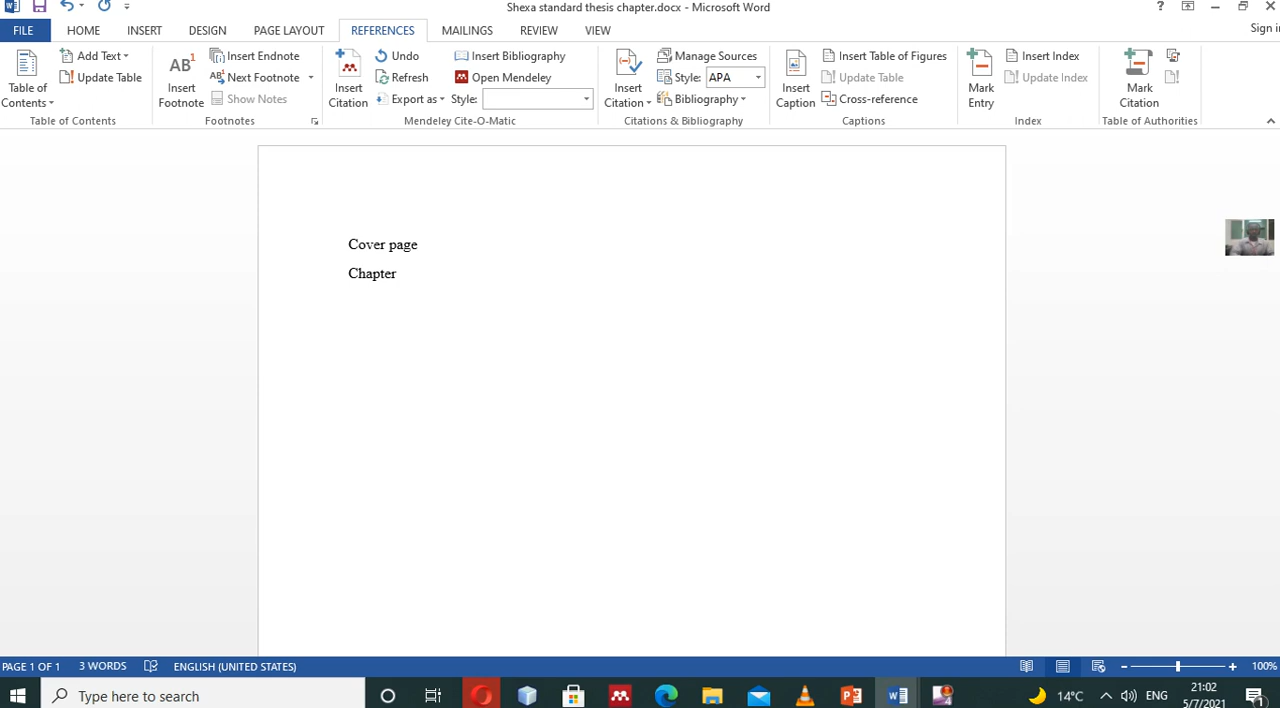 Shexa standard thesis chapter.docx - Microsoft Word
?
FILE HOME INSERT DESIGN PAGE LAYOUT REFERENCES MAILINGS REVIEW VIEW
Table of Contents
Add Text
Update Table
Table of Contents
AB¹
Insert Footnote
Insert Endnote
Next Footnote
Show Notes
Footnotes
Insert Citation
Undo
Refresh
Export as
Insert Bibliography
Open Mendeley
Style:
Mendeley Cite-O-Matic
Insert Citation
Manage Sources
Style: APA
Bibliography
Citations & Bibliography
Insert Caption
Insert Table of Figures
Update Table
Cross-reference
Captions
Mark Entry
Insert Index
Update Index
Index
Mark Citation
Table of Authorities
Cover page
Chapter
PAGE 1 OF 1 3 WORDS ENGLISH (UNITED STATES) 100%
Type here to search
14°C ENG
21:02
5/7/2021